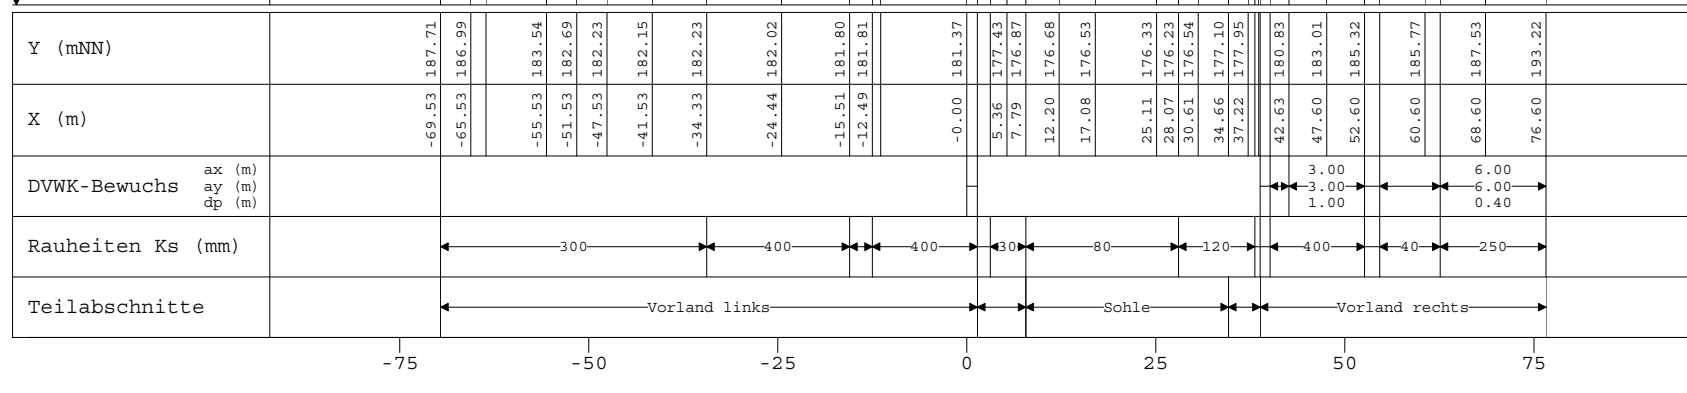 Y (mNN) 187.71 186.99 183.54 182.69 182.23 182.15 182.23 182.02 181.80 181.81 181.37 177.43 176.87 176.68 176.53 176.33 176.23 176.54 177.10 177.95 180.83 183.01 185.32 185.77 187.53 193.22
X (m) -69.53 -65.53 -55.53 -51.53 -47.53 -41.53 -34.33 -24.44 -15.51 -12.49 -0.00 5.36 7.79 12.20 17.08 25.11 28.07 30.61 34.66 37.22 42.63 47.60 52.60 60.60 68.60 76.60
ax (m) 3.00 6.00
DVWK-Bewuchs ay (m) 3.00 6.00
dp (m) 1.00 0.40
Rauheiten Ks (mm) 300 400 400 30 80 120 400 40 250
Teilabschnitte Vorland links Sohle Vorland rechts
-75 -50 -25 0 25 50 75